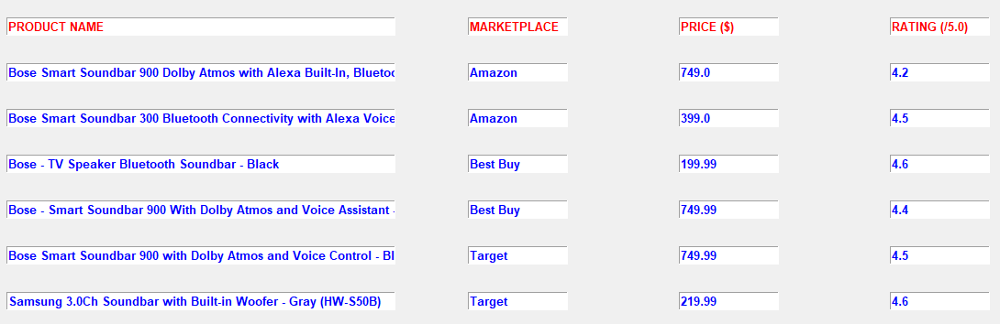 PRODUCT NAME MARKETPLACE PRICE ($) RATING (/5.0)
Bose Smart Soundbar 900 Dolby Atmos with Alexa Built-In, Bluetoo Amazon 749.0 4.2
Bose Smart Soundbar 300 Bluetooth Connectivity with Alexa Voice Amazon 399.0 4.5
Bose - TV Speaker Bluetooth Soundbar - Black Best Buy 199.99 4.6
Bose - Smart Soundbar 900 With Dolby Atmos and Voice Assistant - Best Buy 749.99 4.4
Bose Smart Soundbar 900 with Dolby Atmos and Voice Control - Bl Target 749.99 4.5
Samsung 3.0Ch Soundbar with Built-in Woofer - Gray (HW-S50B) Target 219.99 4.6